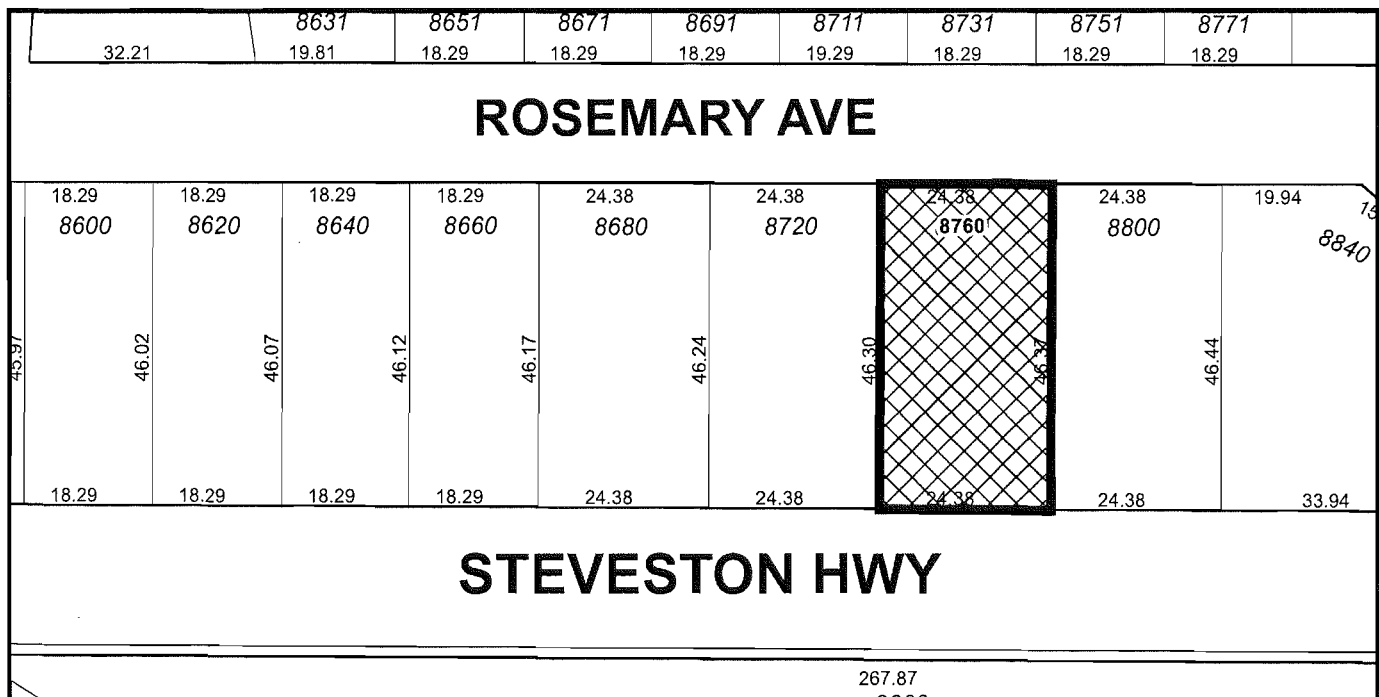 8631 8651 8671 8691 8711 8731 8751 8771
32.21 19.81 18.29 18.29 18.29 19.29 18.29 18.29 18.29
ROSEMARY AVE
18.29 18.29 18.29 18.29 24.38 24.38 24.38 24.38 19.94
8600 8620 8640 8660 8680 8720 8760 8800 8840
45.97 46.02 46.07 46.12 46.17 46.24 46.30 46.37 46.44
18.29 18.29 18.29 18.29 24.38 24.38 24.38 24.38 33.94
STEVESTON HWY
267.87